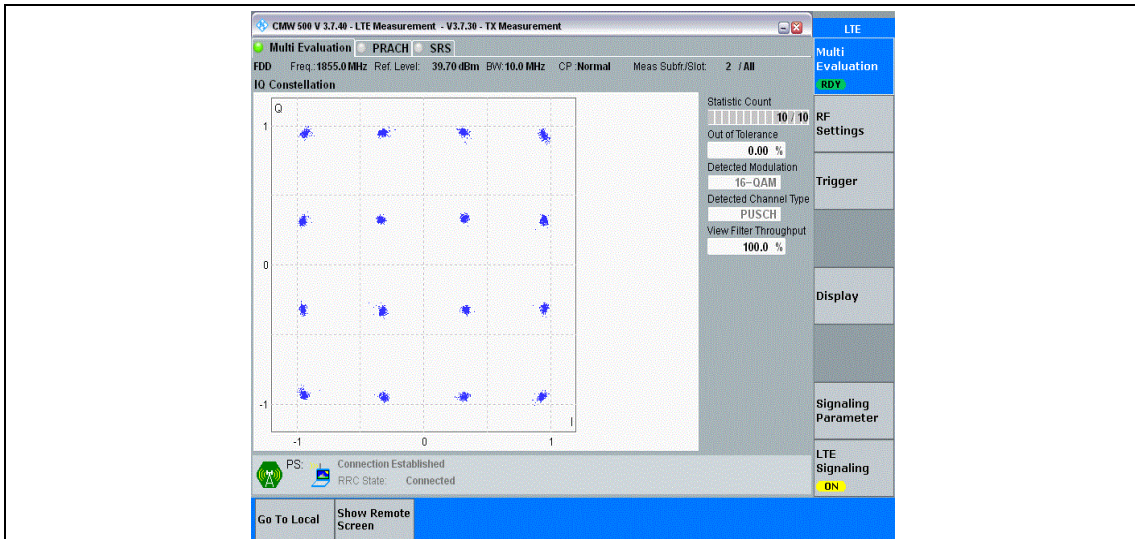 CMW 500 V 3.7.40 - LTE Measurement - V3.7.30 - TX Measurement
LTE
Multi Evaluation PRACH SRS
FDD Freq.:1855.0 MHz Ref. Level: 39.70 dBm BW:10.0 MHz CP :Normal Meas Subfr./Slot: 2 / All
IQ Constellation
Q
1
0
-1
-1 0 1
I
Statistic Count
10 / 10
Out of Tolerance
0.00 %
Detected Modulation
16-QAM
Detected Channel Type
PUSCH
View Filter Throughput
100.0 %
Multi
Evaluation
RDY
RF
Settings
Trigger
Display
Signaling
Parameter
LTE
Signaling
ON
PS: Connection Established
RRC State: Connected
Go To Local
Show Remote
Screen